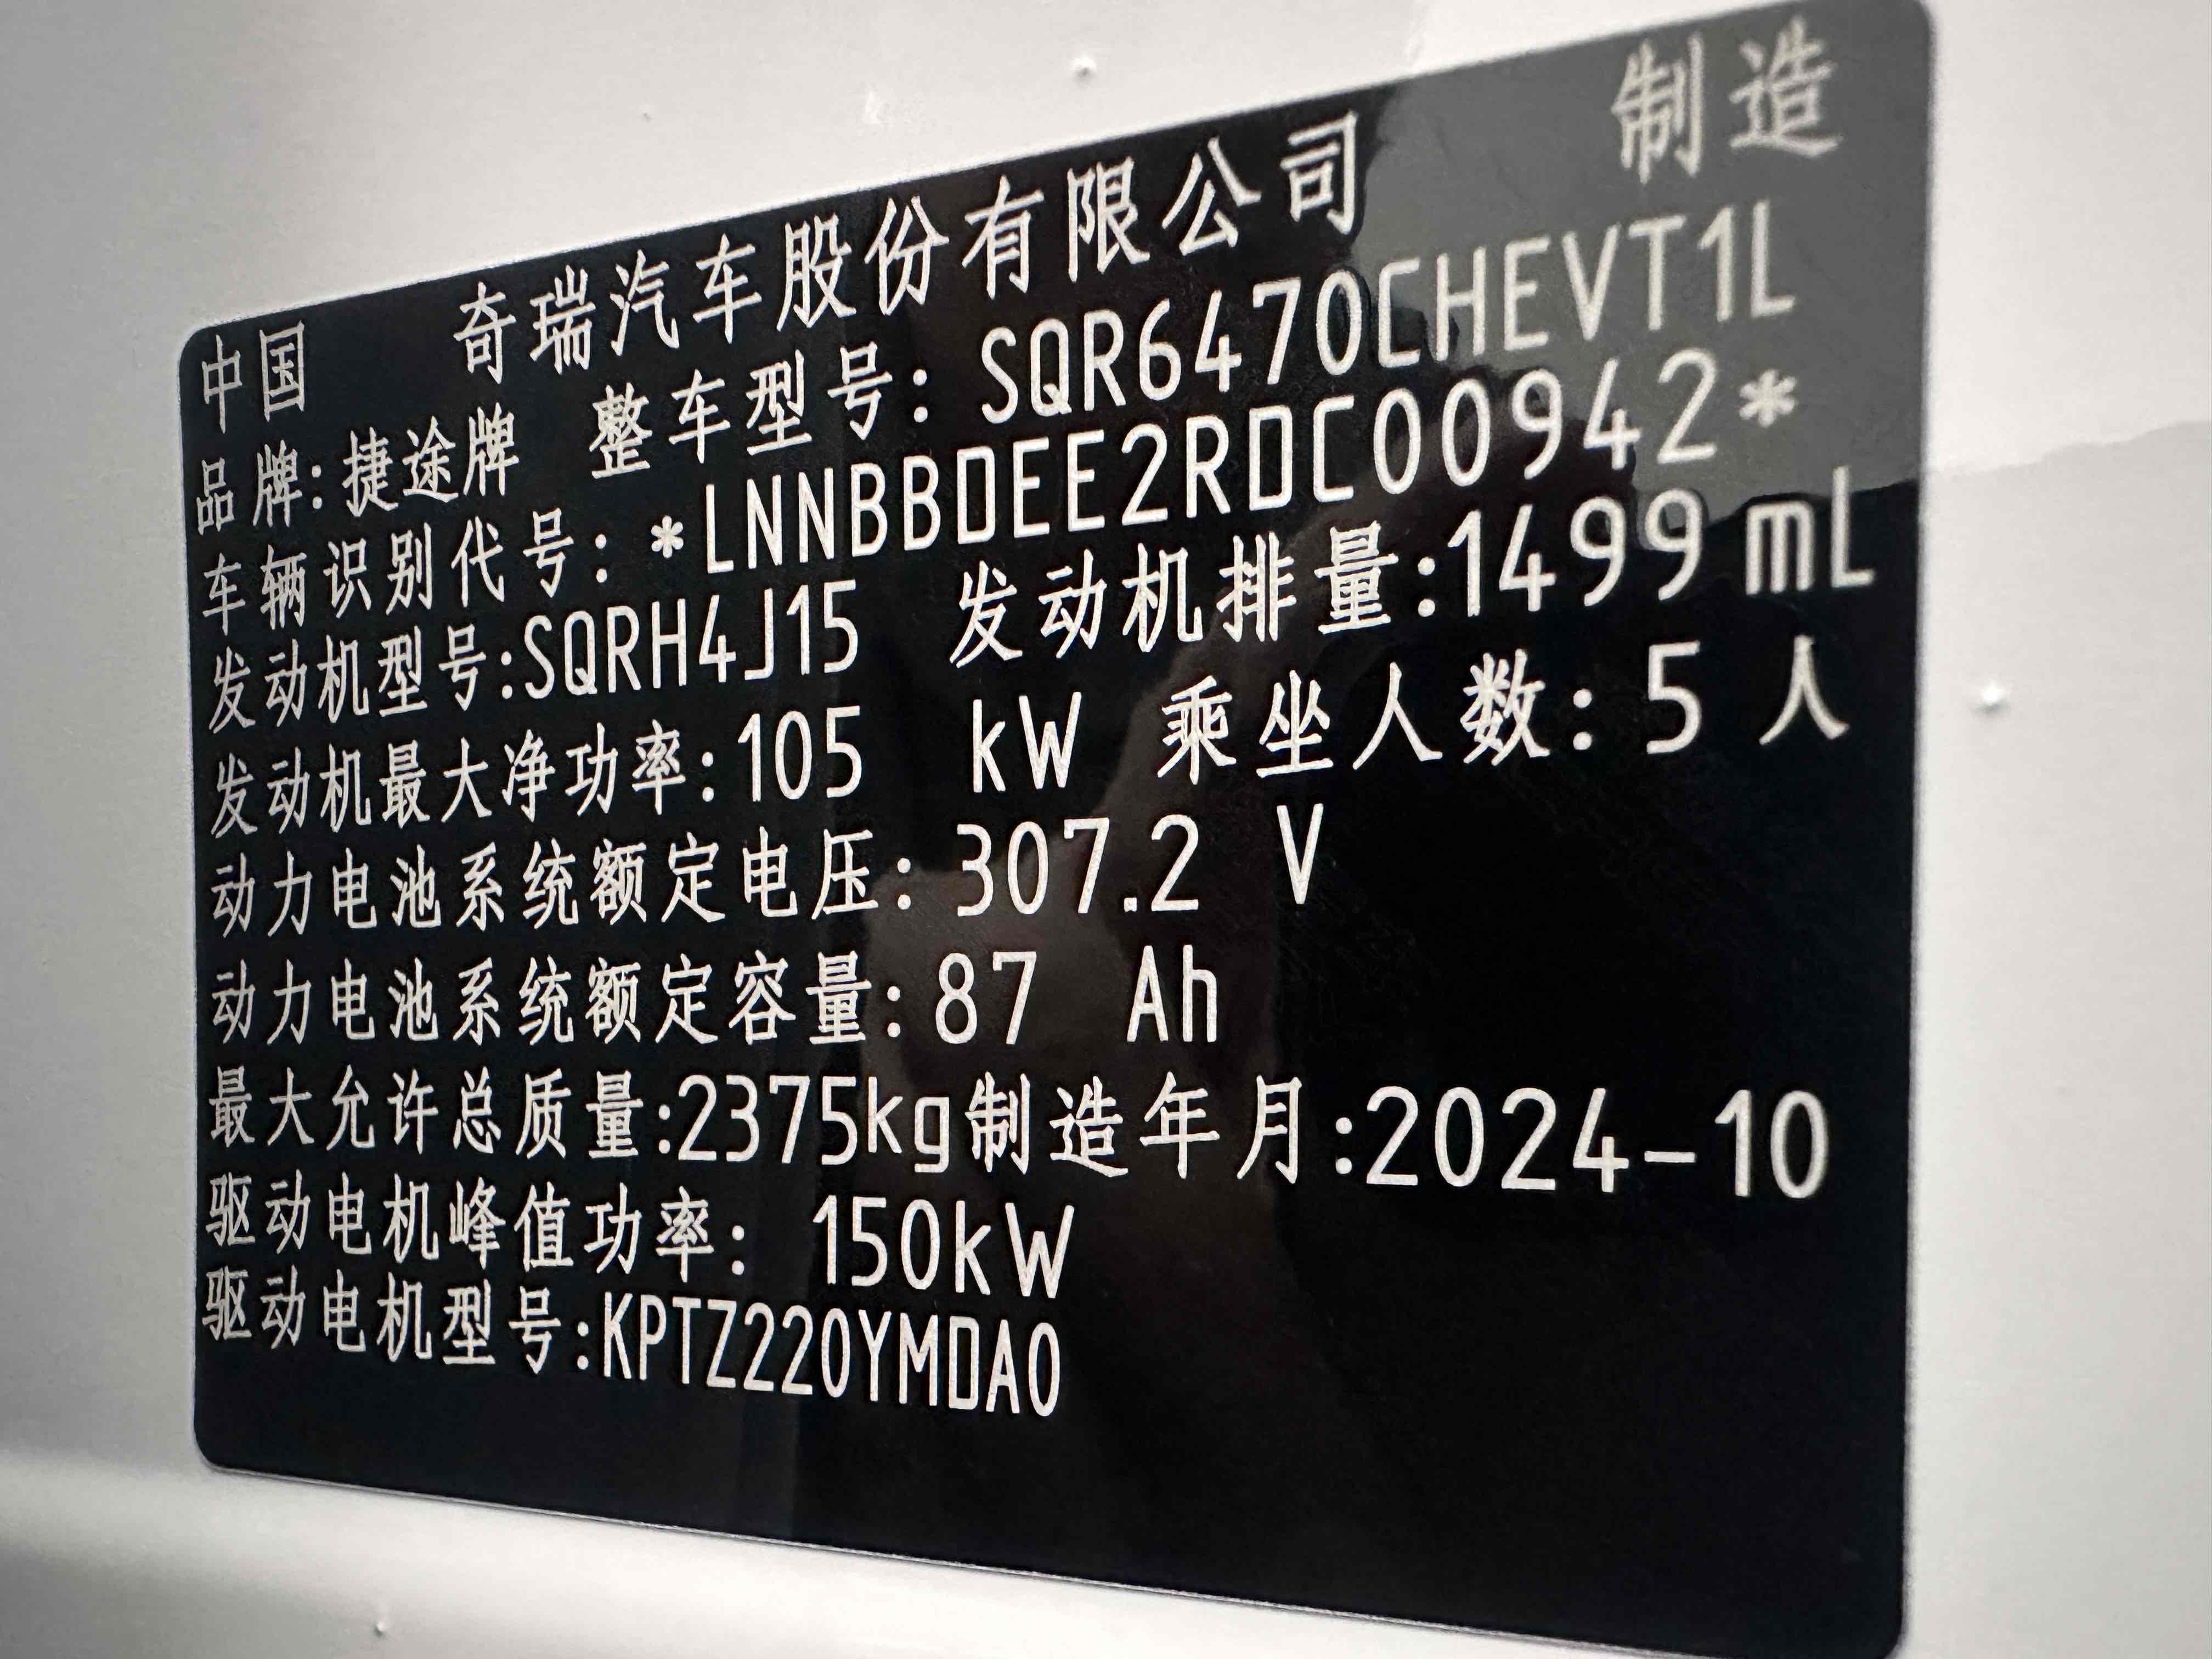 中国 奇瑞汽车股份有限公司 制造
品牌:捷途牌 整车型号: SQR6470CHEVT1L
车辆识别代号: *LNNBBDEE2RDC00942*
发动机型号:SQRH4J15 发动机排量:1499 mL
发动机最大净功率:105 kW 乘坐人数: 5 人
动力电池系统额定电压: 307.2 V
动力电池系统额定容量: 87 Ah
最大允许总质量:2375kg制造年月:2024-10
驱动电机峰值功率: 150kW
驱动电机型号:KPTZ220YMDA0